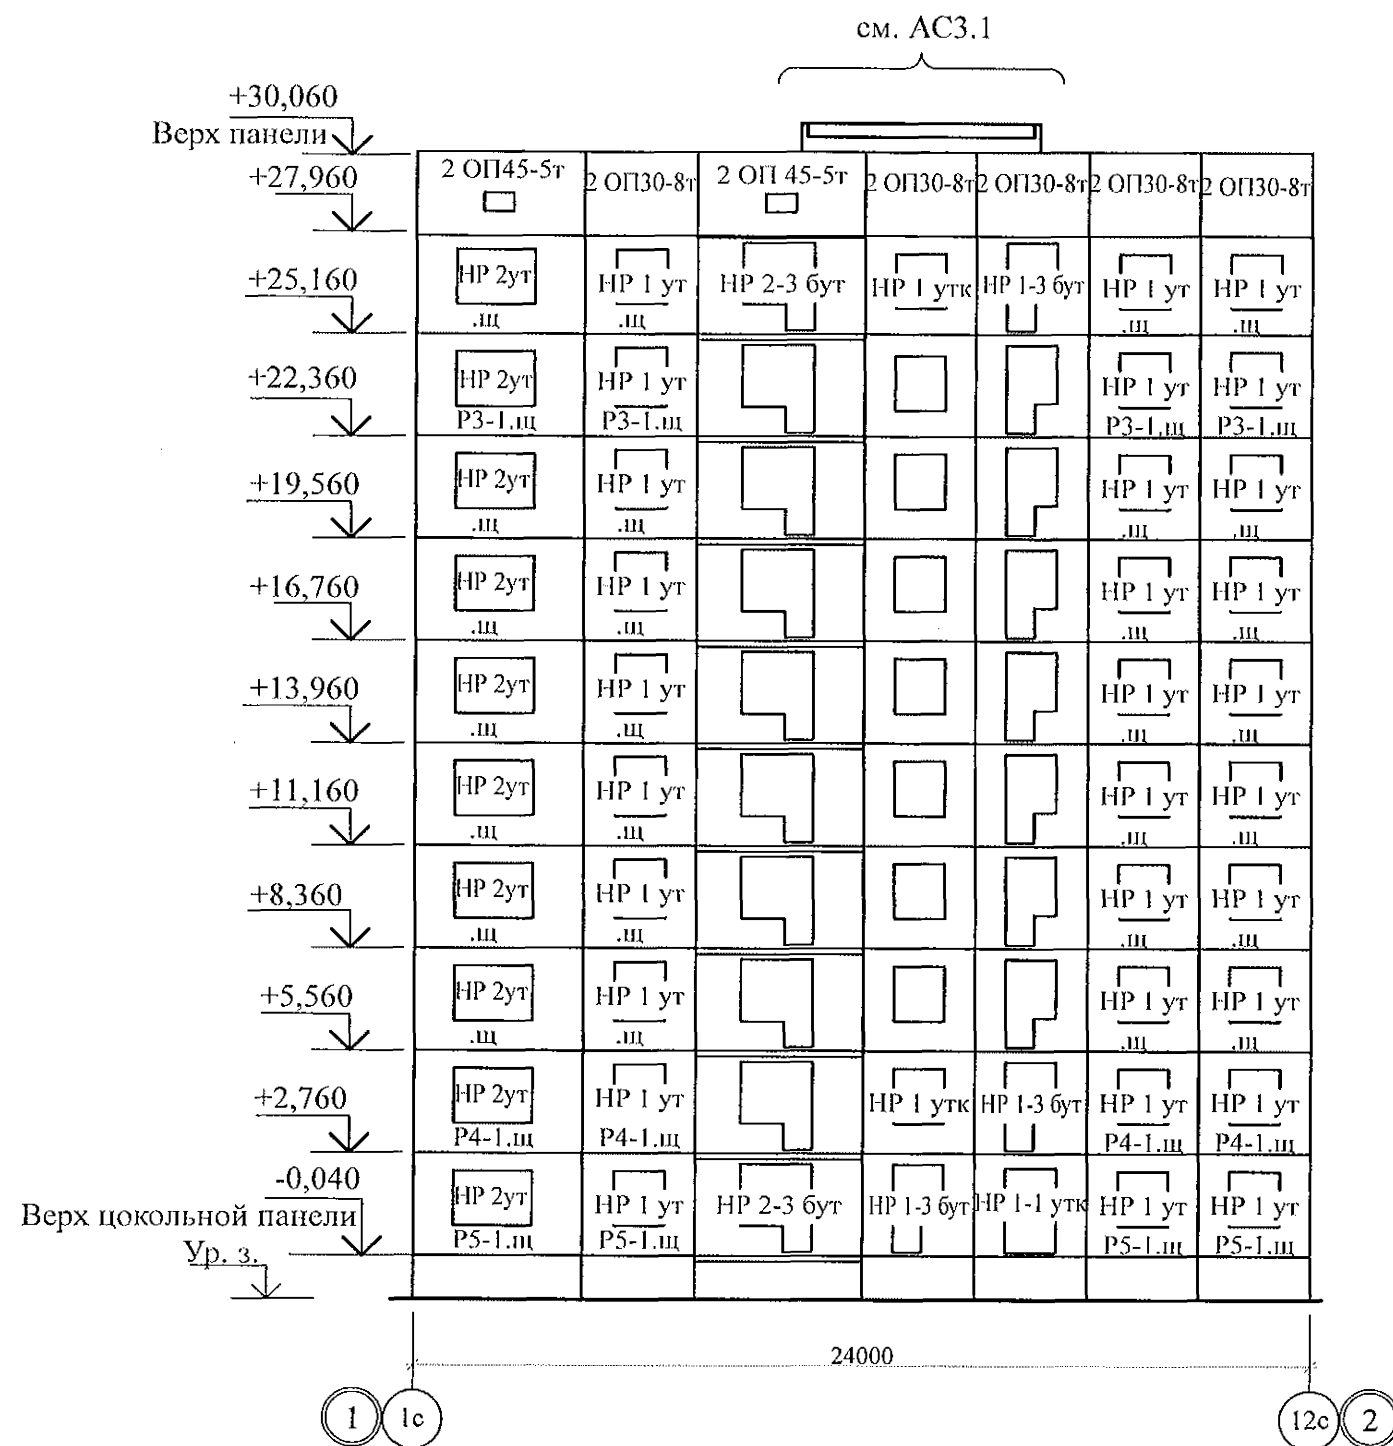 см. АС3.1
+30,060
Верх панели
+27,960
2 ОП45-5т
2 ОП30-8т
2 ОП 45-5т
2 ОП30-8т
2 ОП30-8т
2 ОП30-8т
2 ОП30-8т
+25,160
НР 2ут
.щ
НР 1 ут
.щ
НР 2-3 бут
НР 1 утк
НР 1-3 бут
НР 1 ут
.щ
НР 1 ут
.щ
+22,360
НР 2ут
Р3-1.щ
НР 1 ут
Р3-1.щ
НР 1 ут
Р3-1.щ
НР 1 ут
Р3-1.щ
+19,560
НР 2ут
.щ
НР 1 ут
.щ
НР 1 ут
.щ
НР 1 ут
.щ
+16,760
НР 2ут
.щ
НР 1 ут
.щ
НР 1 ут
.щ
НР 1 ут
.щ
+13,960
НР 2ут
.щ
НР 1 ут
.щ
НР 1 ут
.щ
НР 1 ут
.щ
+11,160
НР 2ут
.щ
НР 1 ут
.щ
НР 1 ут
.щ
НР 1 ут
.щ
+8,360
НР 2ут
.щ
НР 1 ут
.щ
НР 1 ут
.щ
НР 1 ут
.щ
+5,560
НР 2ут
.щ
НР 1 ут
.щ
НР 1 ут
.щ
НР 1 ут
.щ
+2,760
НР 2ут
Р4-1.щ
НР 1 ут
Р4-1.щ
НР 1 утк
НР 1-3 бут
НР 1 ут
Р4-1.щ
НР 1 ут
Р4-1.щ
-0,040
Верх цокольной панели
НР 2ут
Р5-1.щ
НР 1 ут
Р5-1.щ
НР 2-3 бут
НР 1-3 бут
НР 1-1 утк
НР 1 ут
Р5-1.щ
НР 1 ут
Р5-1.щ
Ур. з.
24000
1
1с
12с
2